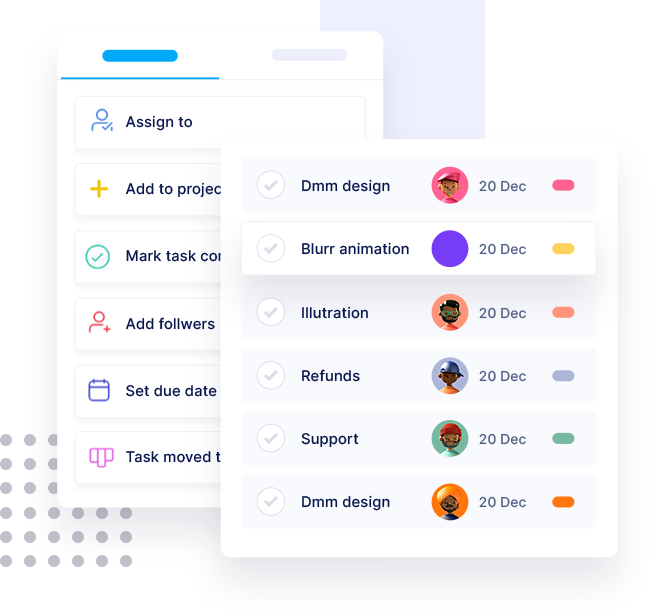 Assign to
Add to projec
Mark task con
Add follwers
Set due date
Task moved t
Dmm design
20 Dec
Blurr animation
20 Dec
Illutration
20 Dec
Refunds
20 Dec
Support
20 Dec
Dmm design
20 Dec